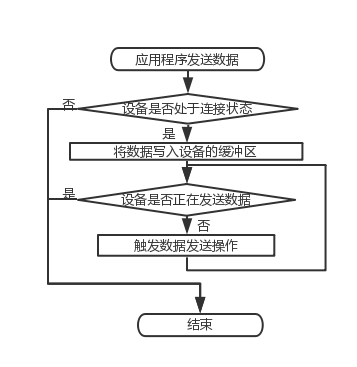 应用程序发送数据
否
设备是否处于连接状态
是
将数据写入设备的缓冲区
是
设备是否正在发送数据
否
触发数据发送操作
结束